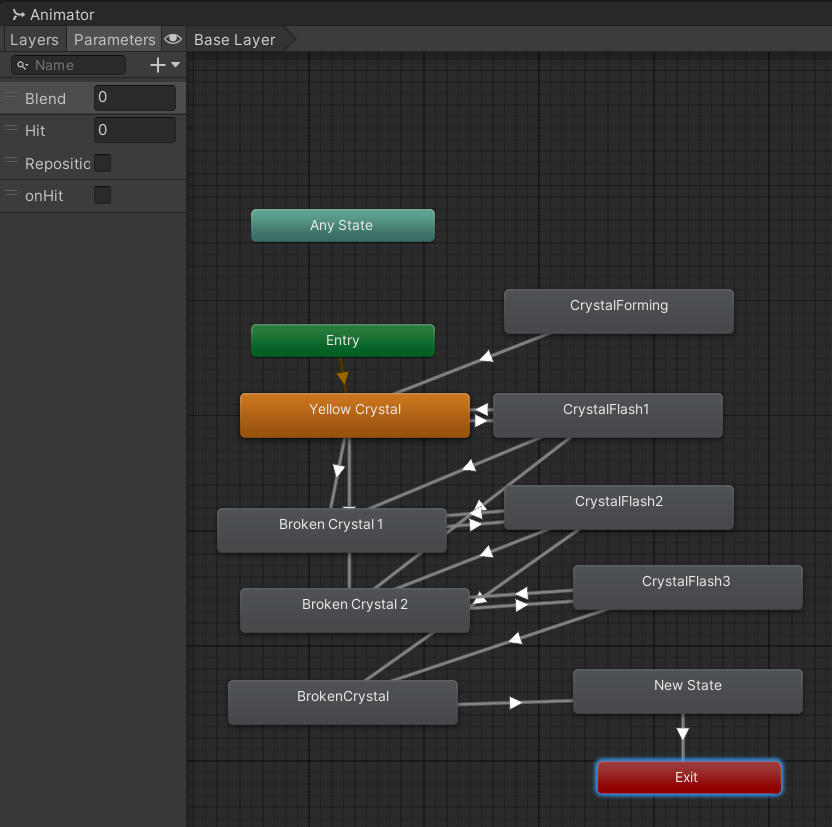 Animator
Layers Parameters Base Layer
Name
Blend 0
Hit 0
Repositic
onHit
Any State
CrystalForming
Entry
Yellow Crystal
CrystalFlash1
CrystalFlash2
Broken Crystal 1
CrystalFlash3
Broken Crystal 2
New State
BrokenCrystal
Exit